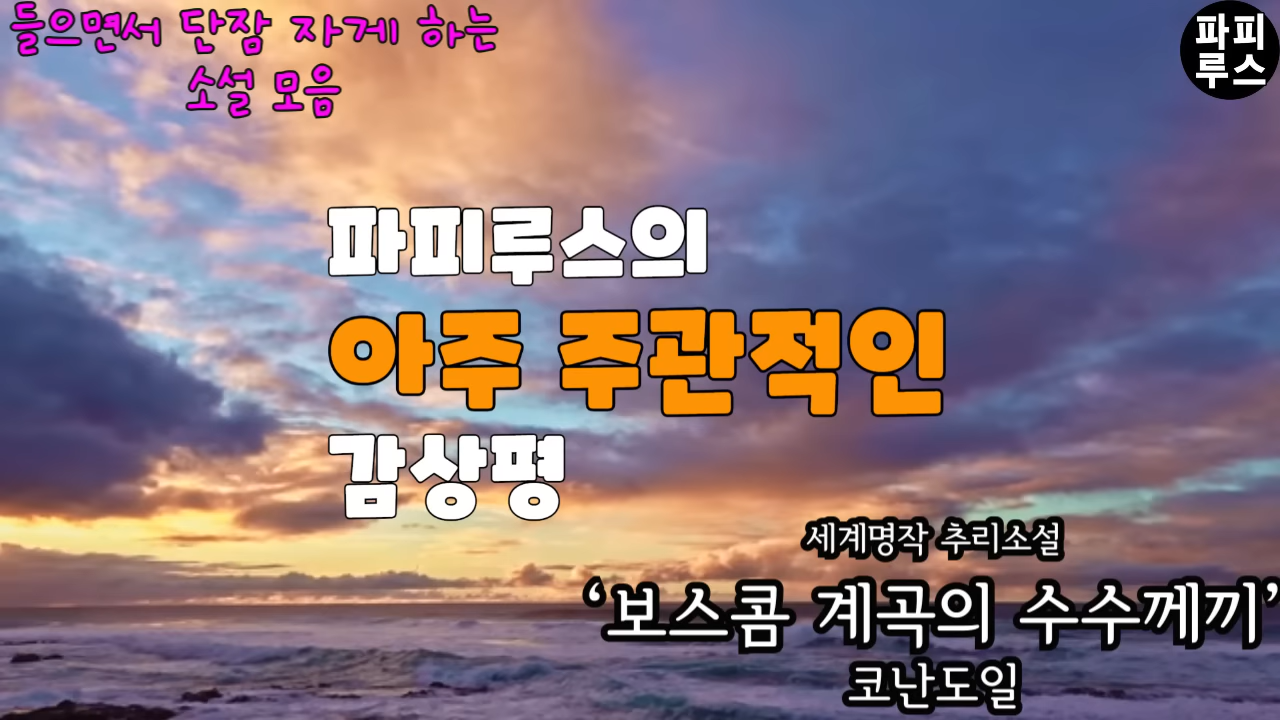 들으면서 단잠 자게 하는
소설 모음
파피
루스
파피루스의
아주 주관적인
감상평
세계명작 추리소설
‘보스콤 계곡의 수수께끼’
코난도일